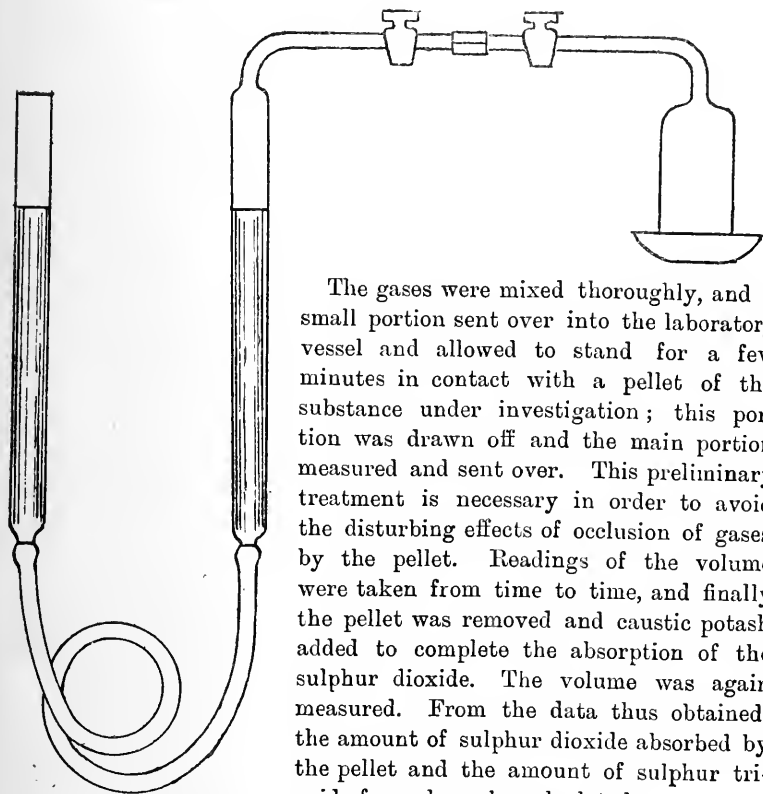 The gases were mixed thoroughly, and
small portion sent over into the laborator
vessel and allowed to stand for a few
minutes in contact with a pellet of th
substance under investigation; this por
tion was drawn off and the main portion
measured and sent over. This preliminary
treatment is necessary in order to avoid
the disturbing effects of occlusion of gases
by the pellet. Readings of the volume
were taken from time to time, and finally
the pellet was removed and caustic potash
added to complete the absorption of the
sulphur dioxide. The volume was again
measured. From the data thus obtained
the amount of sulphur dioxide absorbed by
the pellet and the amount of sulphur tri-